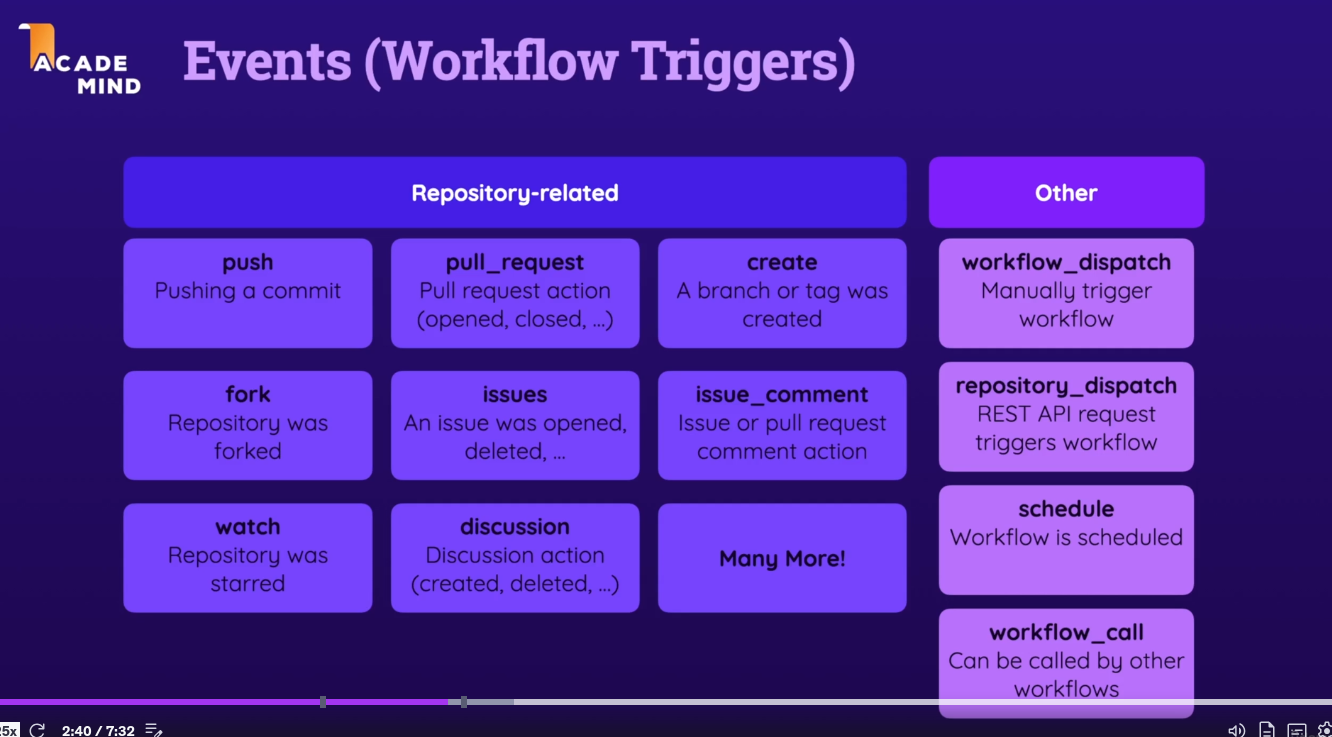 ACADE
MIND
Events (Workflow Triggers)
Repository-related
Other
push
Pushing a commit
pull_request
Pull request action
(opened, closed, ...)
create
A branch or tag was
created
workflow_dispatch
Manually trigger
workflow
fork
Repository was
forked
issues
An issue was opened,
deleted, ...
issue_comment
Issue or pull request
comment action
repository_dispatch
REST API request
triggers workflow
watch
Repository was
starred
discussion
Discussion action
(created, deleted, ...)
Many More!
schedule
Workflow is scheduled
workflow_call
Can be called by other
workflows
2:40 / 7:32